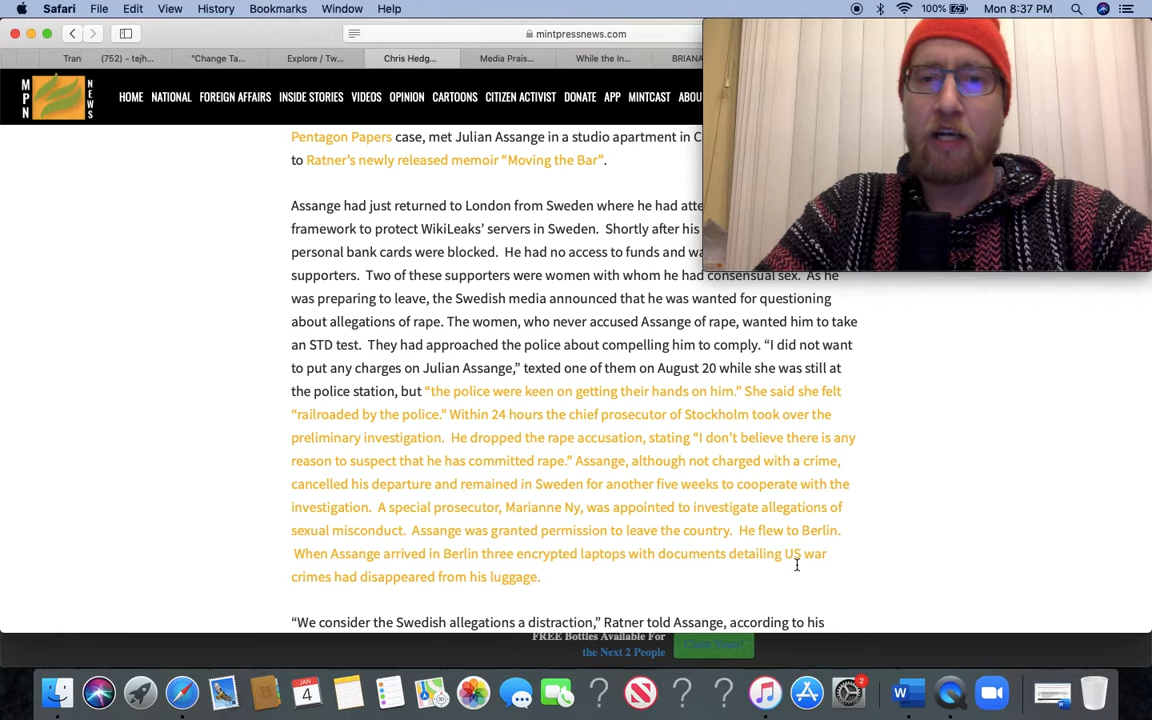 Safari File Edit View History Bookmarks Window Help 100% Mon 8:37 PM
mintpressnews.com
Tran (752) – tejh... "Change Ta... Explore / Tw... Chris Hedg... Media Prais... While the In... BRIANA
MPN NEWS HOME NATIONAL FOREIGN AFFAIRS INSIDE STORIES VIDEOS OPINION CARTOONS CITIZEN ACTIVIST DONATE APP MINTCAST ABOU
Pentagon Papers case, met Julian Assange in a studio apartment in C
to Ratner's newly released memoir "Moving the Bar".
Assange had just returned to London from Sweden where he had atte
framework to protect WikiLeaks' servers in Sweden. Shortly after his
personal bank cards were blocked. He had no access to funds and wa
supporters. Two of these supporters were women with whom he had consensual sex. As he
was preparing to leave, the Swedish media announced that he was wanted for questioning
about allegations of rape. The women, who never accused Assange of rape, wanted him to take
an STD test. They had approached the police about compelling him to comply. "I did not want
to put any charges on Julian Assange," texted one of them on August 20 while she was still at
the police station, but "the police were keen on getting their hands on him." She said she felt
"railroaded by the police." Within 24 hours the chief prosecutor of Stockholm took over the
preliminary investigation. He dropped the rape accusation, stating "I don't believe there is any
reason to suspect that he has committed rape." Assange, although not charged with a crime,
cancelled his departure and remained in Sweden for another five weeks to cooperate with the
investigation. A special prosecutor, Marianne Ny, was appointed to investigate allegations of
sexual misconduct. Assange was granted permission to leave the country. He flew to Berlin.
When Assange arrived in Berlin three encrypted laptops with documents detailing US war
crimes had disappeared from his luggage.
"We consider the Swedish allegations a distraction," Ratner told Assange, according to his
FREE Bottles Available For
the Next 2 People
JAN
4
2